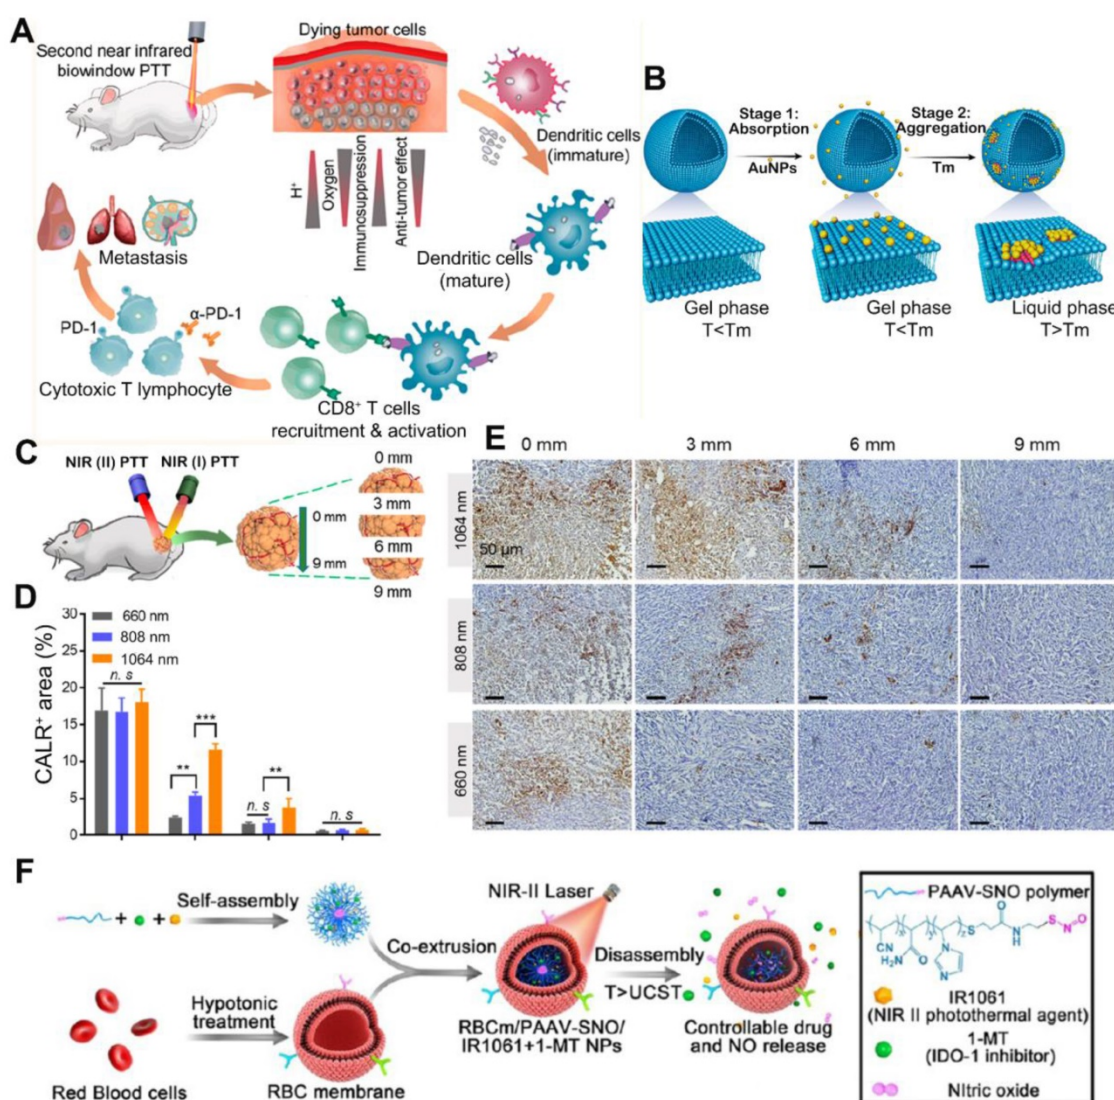 A
Second near infrared
biowindow PTT
Dying tumor cells
Dendritic cells
(immature)
H⁺
Oxygen
Immunosuppression
Anti-tumor effect
Dendritic cells
(mature)
Metastasis
PD-1
α-PD-1
Cytotoxic T lymphocyte
CD8⁺ T cells
recruitment & activation
B
Stage 1:
Absorption
AuNPs
Stage 2:
Aggregation
Tm
Gel phase
T<Tm
Gel phase
T<Tm
Liquid phase
T>Tm
C
NIR (II) PTT
NIR (I) PTT
0 mm
9 mm
0 mm
3 mm
6 mm
9 mm
D
CALR⁺ area (%)
30
25
20
15
10
5
0
660 nm
808 nm
1064 nm
n. s
**
***
n. s
**
n. s
E
0 mm
3 mm
6 mm
9 mm
1064 nm
50 µm
808 nm
660 nm
F
Self-assembly
Hypotonic
treatment
Red Blood cells
RBC membrane
Co-extrusion
NIR-II Laser
RBCm/PAAV-SNO/
IR1061+1-MT NPs
Disassembly
T>UCST
Controllable drug
and NO release
PAAV-SNO polymer
CN
H₂N
O
N
N
S
O
N
H
S
N
O
IR1061
(NIR II photothermal agent)
1-MT
(IDO-1 inhibitor)
NItric oxide